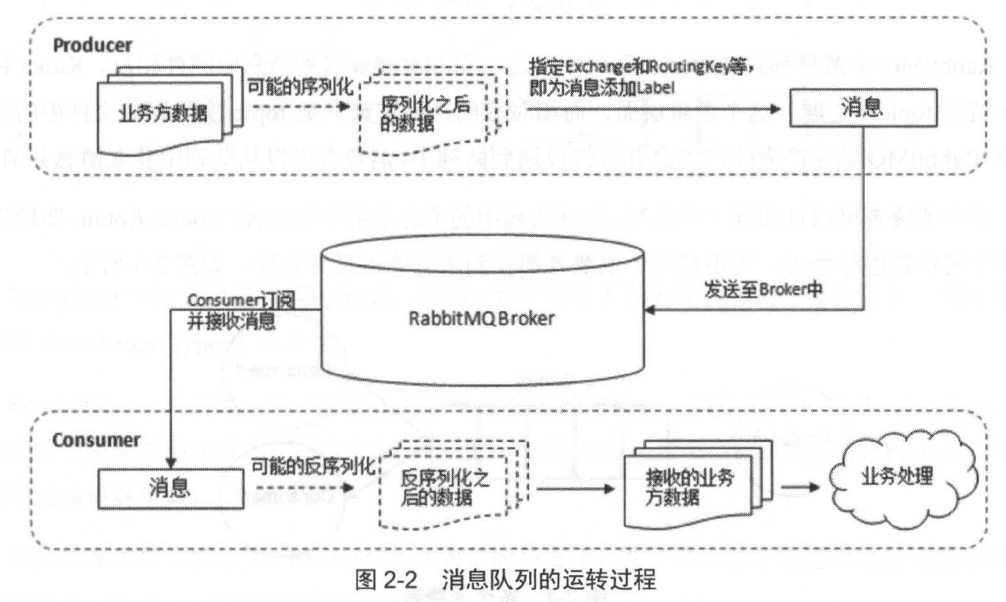 Producer
业务方数据
可能的序列化
序列化之后
的数据
指定Exchange和RoutingKey等，
即为消息添加Label
消息
发送至Broker中
RabbitMQ Broker
Consumer订阅
并接收消息
Consumer
消息
可能的反序列化
反序列化之
后的数据
接收的业务
方数据
业务处理
图 2-2 消息队列的运转过程